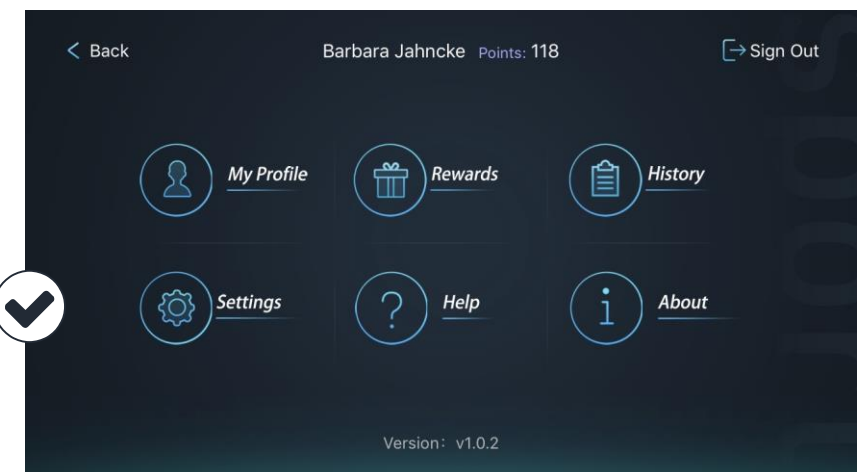 Back
Barbara Jahncke Points: 118
Sign Out
My Profile
Rewards
History
Settings
? Help
i About
Version: v1.0.2